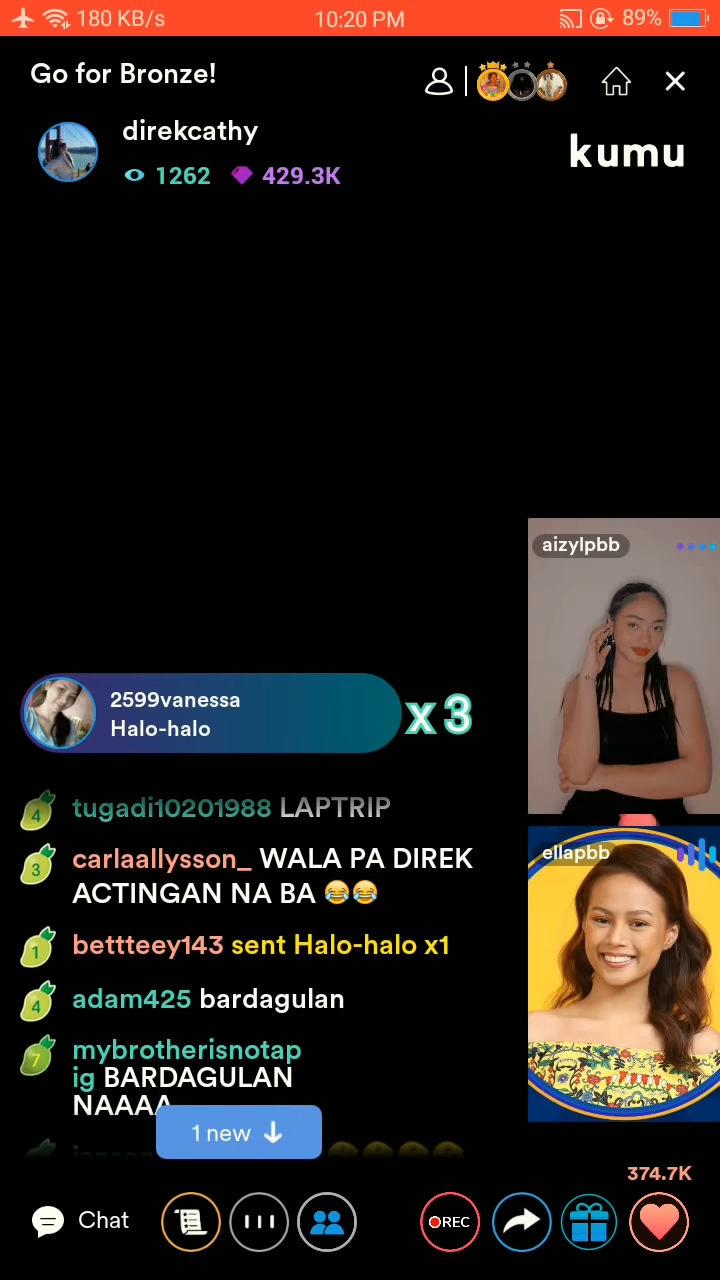 180 KB/s 10:20 PM 89%
Go for Bronze!
direkcathy
1262 429.3K
kumu
aizylpbb
2599vanessa
Halo-halo
x 3
4 tugadi10201988 LAPTRIP
3 carlaallysson_ WALA PA DIREK
ACTINGAN NA BA 😂😂
ellapbb
1 bettteey143 sent Halo-halo x1
4 adam425 bardagulan
7 mybrotherisnotap
ig BARDAGULAN
NAAAA
1 new
374.7K
Chat
REC